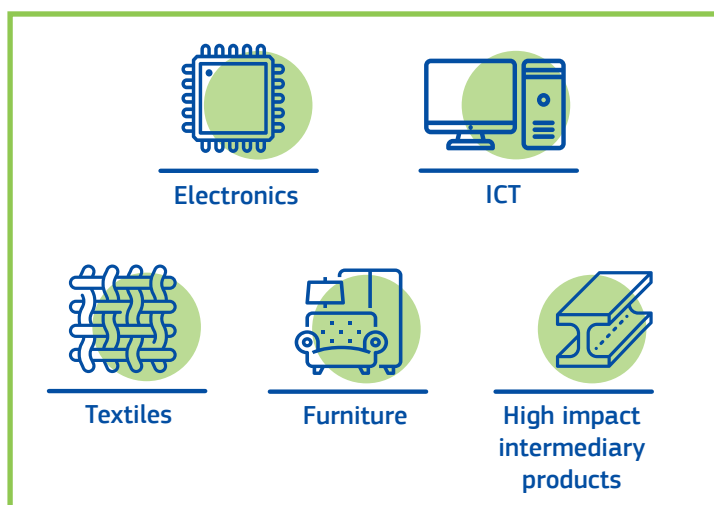 Electronics
ICT
Textiles
Furniture
High impact
intermediary
products